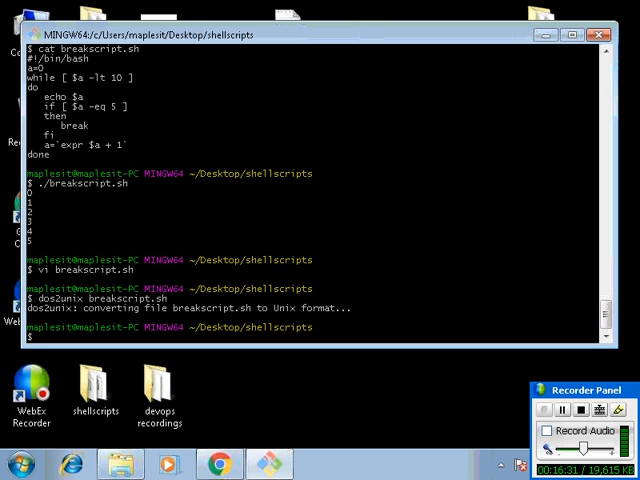 MINGW64:/c/Users/maplesit/Desktop/shellscripts
$ cat breakscript.sh
#!/bin/bash
a=0
while [ $a -lt 10 ]
do
echo $a
if [ $a -eq 5 ]
then
break
fi
a=`expr $a + 1`
done
maplesit@maplesit-PC MINGW64 ~/Desktop/shellscripts
$ ./breakscript.sh
0
1
2
3
4
5
maplesit@maplesit-PC MINGW64 ~/Desktop/shellscripts
$ vi breakscript.sh
maplesit@maplesit-PC MINGW64 ~/Desktop/shellscripts
$ dos2unix breakscript.sh
dos2unix: converting file breakscript.sh to Unix format...
maplesit@maplesit-PC MINGW64 ~/Desktop/shellscripts
$
WebEx
Recorder
shellscripts
devops
recordings
Recorder Panel
Record Audio
00:16:31 / 19,615 KB